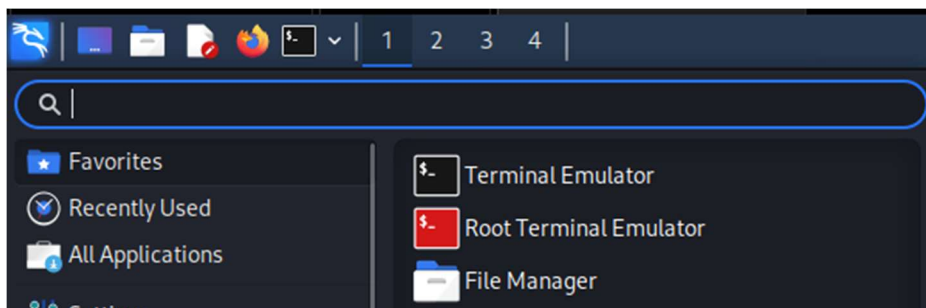 $_ 1 2 3 4
Favorites
Recently Used
All Applications
$_ Terminal Emulator
$_ Root Terminal Emulator
File Manager